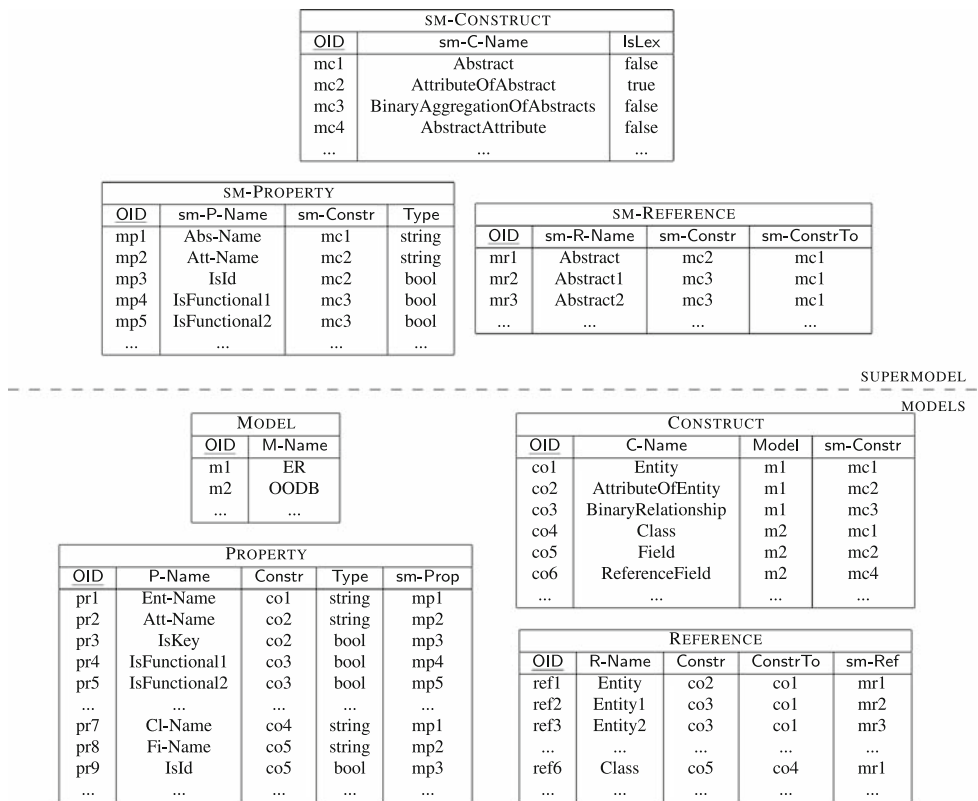 SM-CONSTRUCT
OID sm-C-Name IsLex
mc1 Abstract false
mc2 AttributeOfAbstract true
mc3 BinaryAggregationOfAbstracts false
mc4 AbstractAttribute false
... ... ...
SM-PROPERTY
OID sm-P-Name sm-Constr Type
mp1 Abs-Name mc1 string
mp2 Att-Name mc2 string
mp3 IsId mc2 bool
mp4 IsFunctional1 mc3 bool
mp5 IsFunctional2 mc3 bool
... ... ... ...
SM-REFERENCE
OID sm-R-Name sm-Constr sm-ConstrTo
mr1 Abstract mc2 mc1
mr2 Abstract1 mc3 mc1
mr3 Abstract2 mc3 mc1
... ... ... ...
SUPERMODEL
MODELS
MODEL
OID M-Name
m1 ER
m2 OODB
... ...
CONSTRUCT
OID C-Name Model sm-Constr
co1 Entity m1 mc1
co2 AttributeOfEntity m1 mc2
co3 BinaryRelationship m1 mc3
co4 Class m2 mc1
co5 Field m2 mc2
co6 ReferenceField m2 mc4
... ... ... ...
PROPERTY
OID P-Name Constr Type sm-Prop
pr1 Ent-Name co1 string mp1
pr2 Att-Name co2 string mp2
pr3 IsKey co2 bool mp3
pr4 IsFunctional1 co3 bool mp4
pr5 IsFunctional2 co3 bool mp5
... ... ... ... ...
pr7 Cl-Name co4 string mp1
pr8 Fi-Name co5 string mp2
pr9 IsId co5 bool mp3
... ... ... ... ...
REFERENCE
OID R-Name Constr ConstrTo sm-Ref
ref1 Entity co2 co1 mr1
ref2 Entity1 co3 co1 mr2
ref3 Entity2 co3 co1 mr3
... ... ... ... ...
ref6 Class co5 co4 mr1
... ... ... ... ...